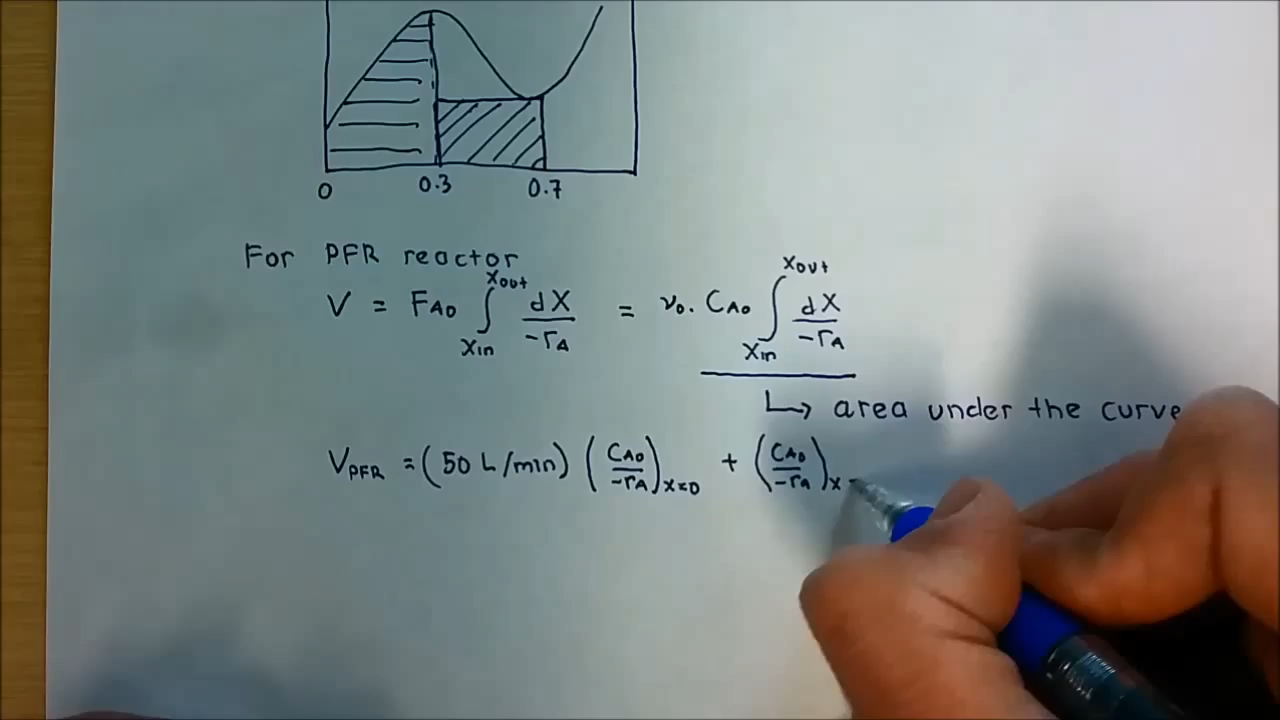 0 0.3 0.7
For PFR reactor
V = FA0 ∫ Xin Xout dX / -rA = v0. CA0 ∫ Xin Xout dX / -rA
↳ area under the curve
VPFR = (50 L/min) (CA0 / -rA)x=0 + (CA0 / -rA)x =